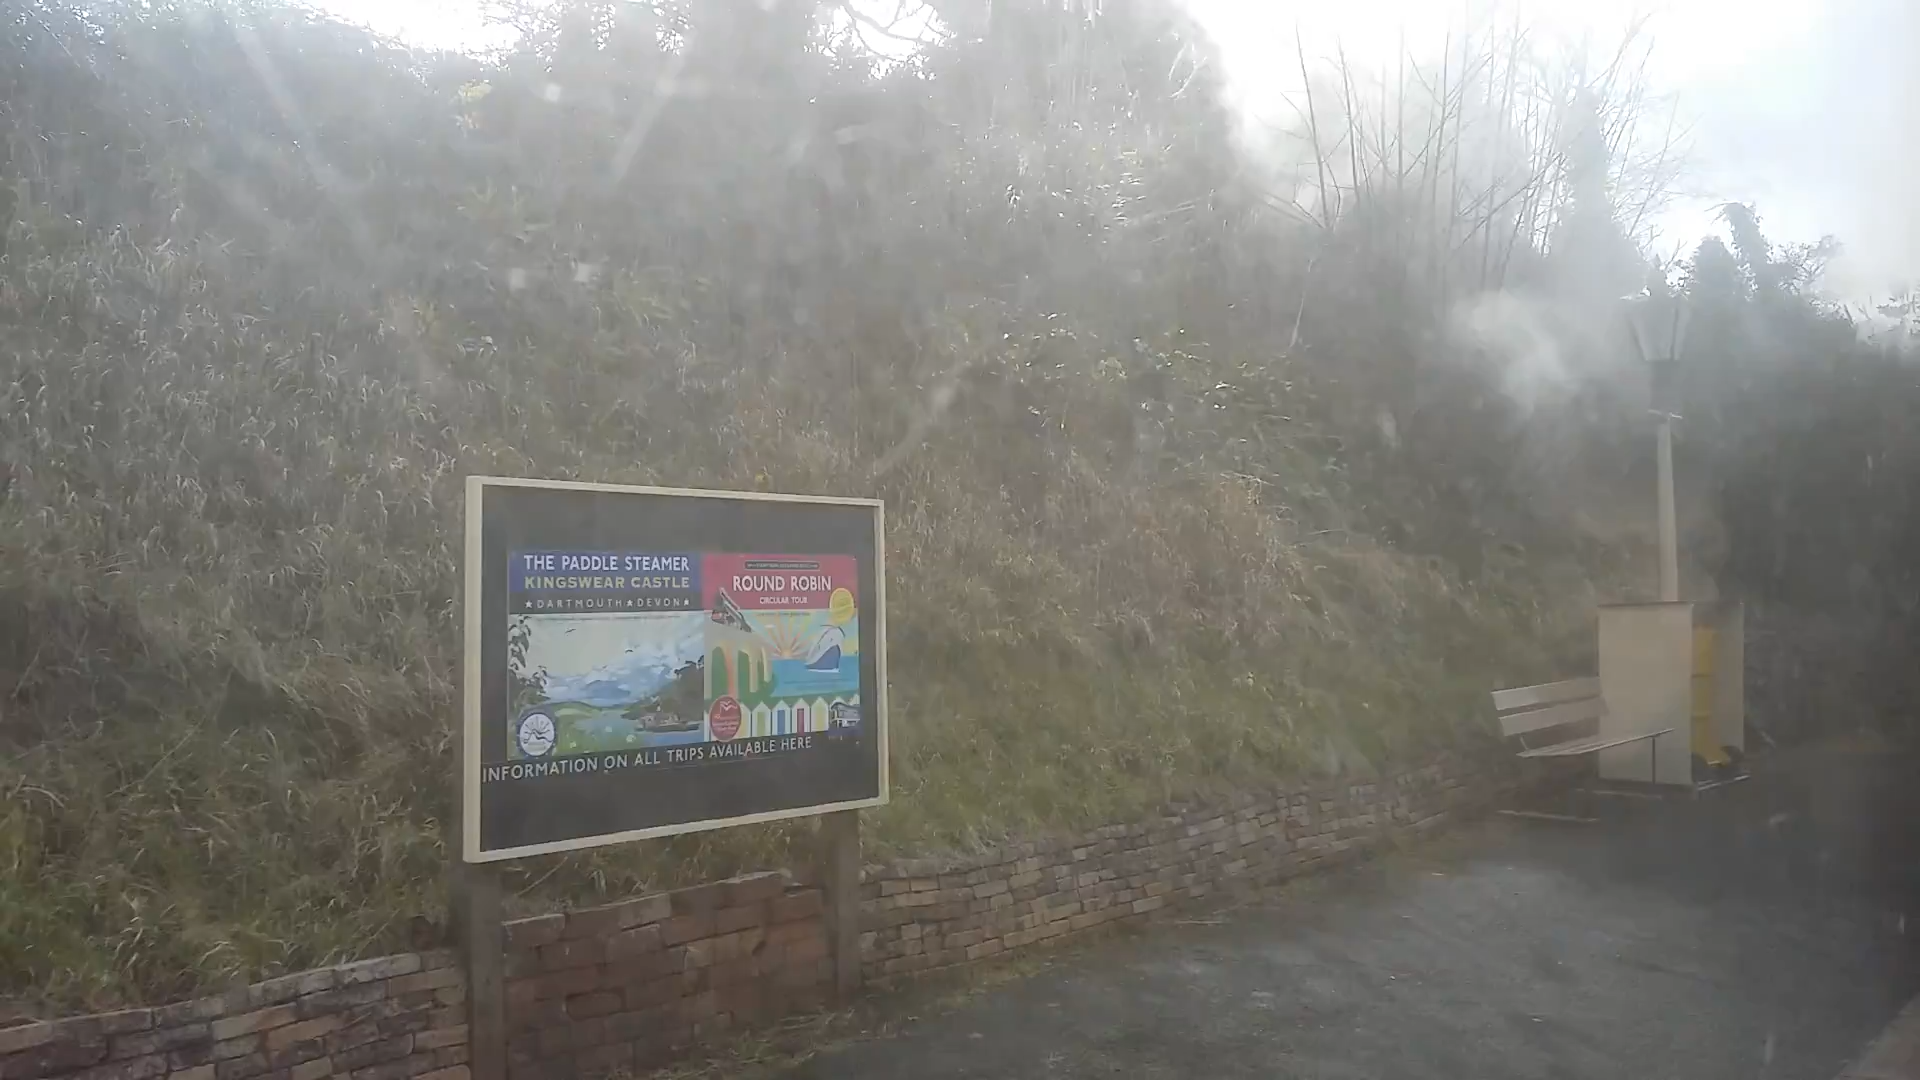 THE PADDLE STEAMER
KINGSWEAR CASTLE
★DARTMOUTH★DEVON★
ROUND ROBIN
CIRCULAR TOUR
INFORMATION ON ALL TRIPS AVAILABLE HERE